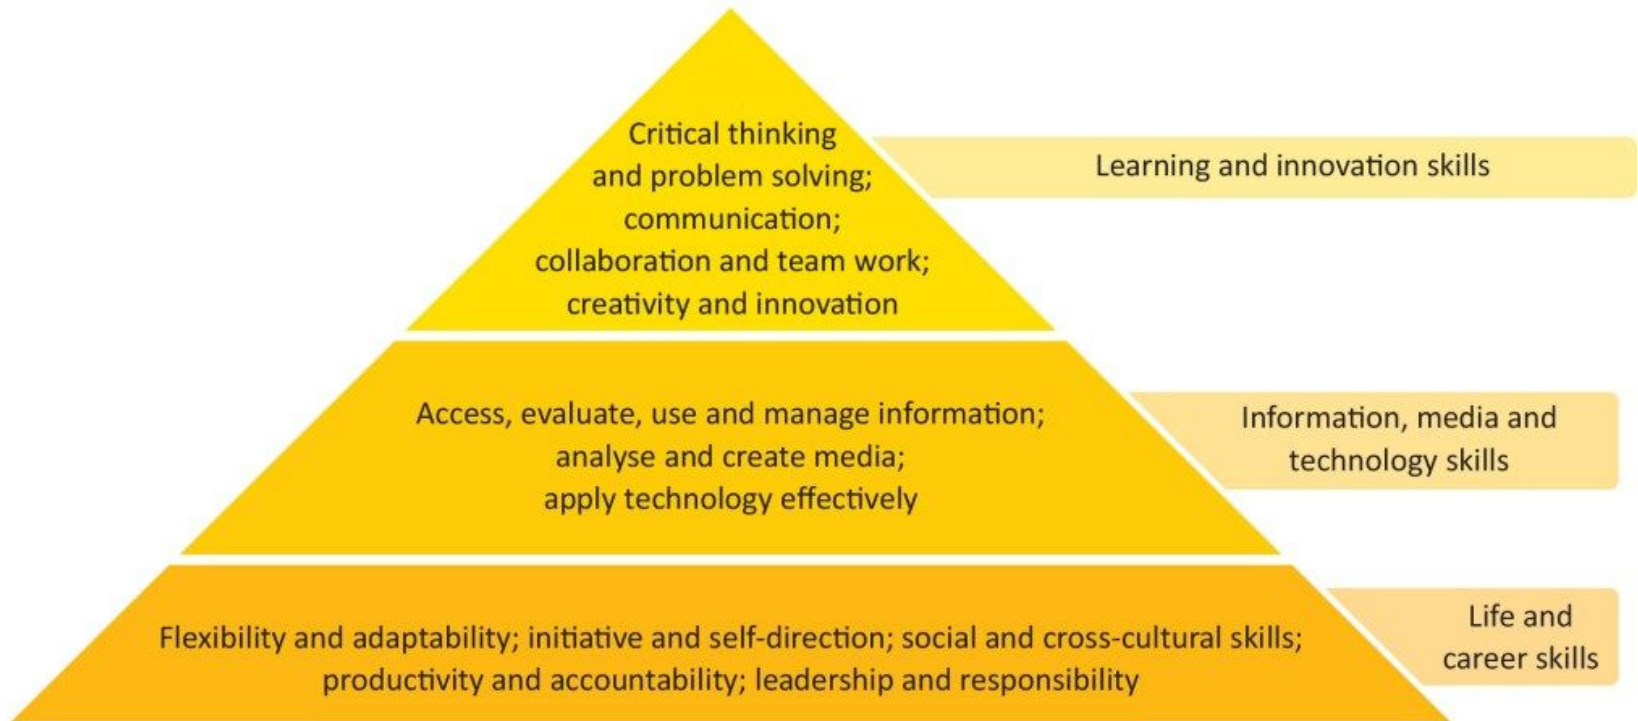 Critical thinking
and problem solving;
communication;
collaboration and team work;
creativity and innovation
Learning and innovation skills
Access, evaluate, use and manage information;
analyse and create media;
apply technology effectively
Information, media and
technology skills
Flexibility and adaptability; initiative and self-direction; social and cross-cultural skills;
productivity and accountability; leadership and responsibility
Life and
career skills